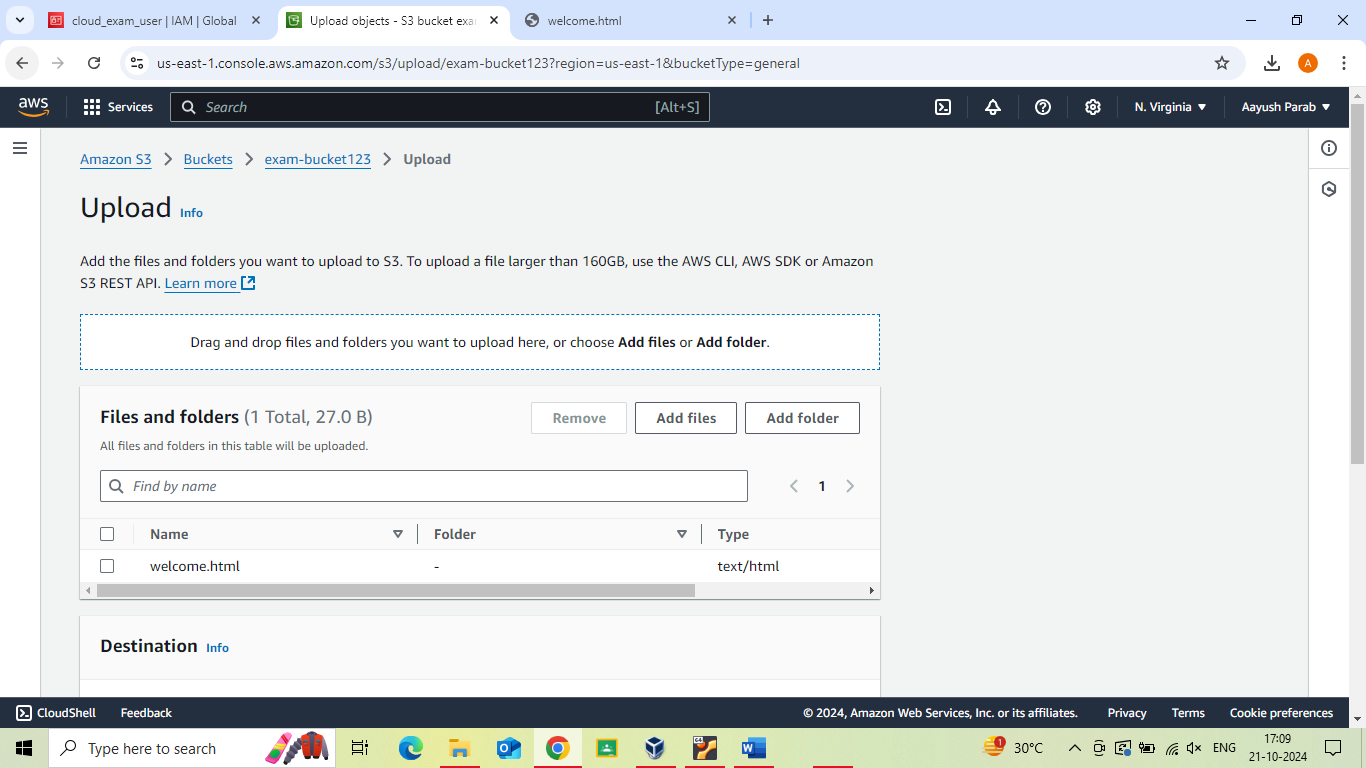 cloud_exam_user | IAM | Global
Upload objects - S3 bucket exa
welcome.html
us-east-1.console.aws.amazon.com/s3/upload/exam-bucket123?region=us-east-1&bucketType=general
A
aws
Services
Search
[Alt+S]
N. Virginia
Aayush Parab
Amazon S3
Buckets
exam-bucket123
Upload
Upload Info
Add the files and folders you want to upload to S3. To upload a file larger than 160GB, use the AWS CLI, AWS SDK or Amazon
S3 REST API. Learn more
Drag and drop files and folders you want to upload here, or choose Add files or Add folder.
Files and folders (1 Total, 27.0 B)
Remove
Add files
Add folder
All files and folders in this table will be uploaded.
Find by name
1
Name
Folder
Type
welcome.html
-
text/html
Destination Info
CloudShell
Feedback
© 2024, Amazon Web Services, Inc. or its affiliates.
Privacy
Terms
Cookie preferences
Type here to search
1
30°C
ENG
17:09
21-10-2024